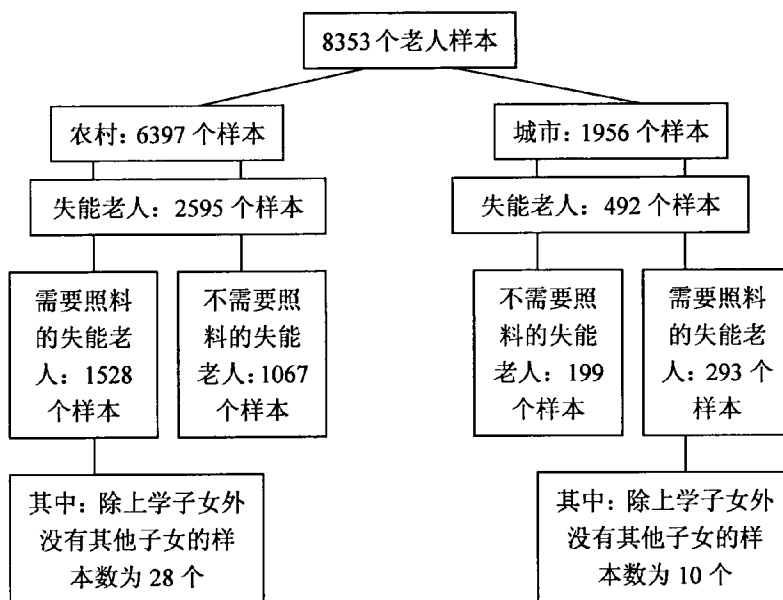 8353个老人样本
农村：6397个样本
城市：1956个样本
失能老人：2595个样本
失能老人：492个样本
需要照料
的失能老
人：1528
个样本
不需要照
料的失能
老人：1067
个样本
不需要照
料的失能
老人：199
个样本
需要照料
的失能老
人：293个
样本
其中：除上学子女外
没有其他子女的样
本数为28个
其中：除上学子女外
没有其他子女的样
本数为10个